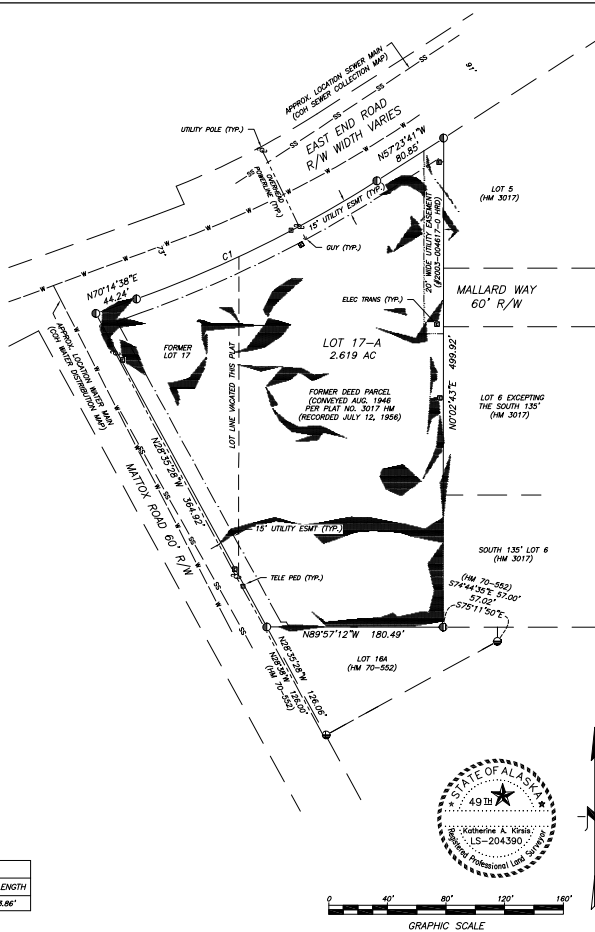 APPROX. LOCATION SEWER MAIN
(COH SEWER COLLECTION MAP)
SS
SS
SS
91'
UTILITY POLE (TYP.)
EAST END ROAD
R/W WIDTH VARIES
OVERHEAD
POWERLINE (TYP.)
N57°23'41"W
80.85'
15' UTILITY ESMT (TYP.)
LOT 5
(HM 3017)
20' WIDE UTILITY EASEMENT
(#2003-004617-0 HRD)
73'
C1
GUY (TYP.)
N70°14'38"E
44.24'
ELEC TRANS (TYP.)
MALLARD WAY
60' R/W
LOT 17-A
2.619 AC
FORMER
LOT 17
LOT LINE VACATED THIS PLAT
APPROX. LOCATION WATER MAIN
(COH WATER DISTRIBUTION MAP)
FORMER DEED PARCEL
(CONVEYED AUG. 1946
PER PLAT NO. 3017 HM
(RECORDED JULY 12, 1956)
N0°02'43"E 499.92'
LOT 6 EXCEPTING
THE SOUTH 135'
(HM 3017)
N28°35'28"W 364.92'
MATTOX ROAD 60' R/W
15' UTILITY ESMT (TYP.)
SOUTH 135' LOT 6
(HM 3017)
TELE PED (TYP.)
(HM 70-552)
S74°44'35"E 57.00'
57.02'
S75°11'50"E
N89°57'12"W 180.49'
LOT 16A
(HM 70-552)
N28°35'28"W 126.06'
N28°38'W 126.00'
(HM 70-552)
STATE OF ALASKA
49TH
Katherine A. Kirsis
LS-204390
Registered Professional Land Surveyor
ENGTH
.86'
0 40' 80' 120' 160'
GRAPHIC SCALE